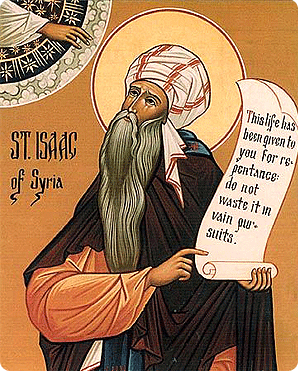 ST. ISAAC
of Syria
This life has
been given to
you for re-
pentance:
do not
waste it in
vain pur-
suits.